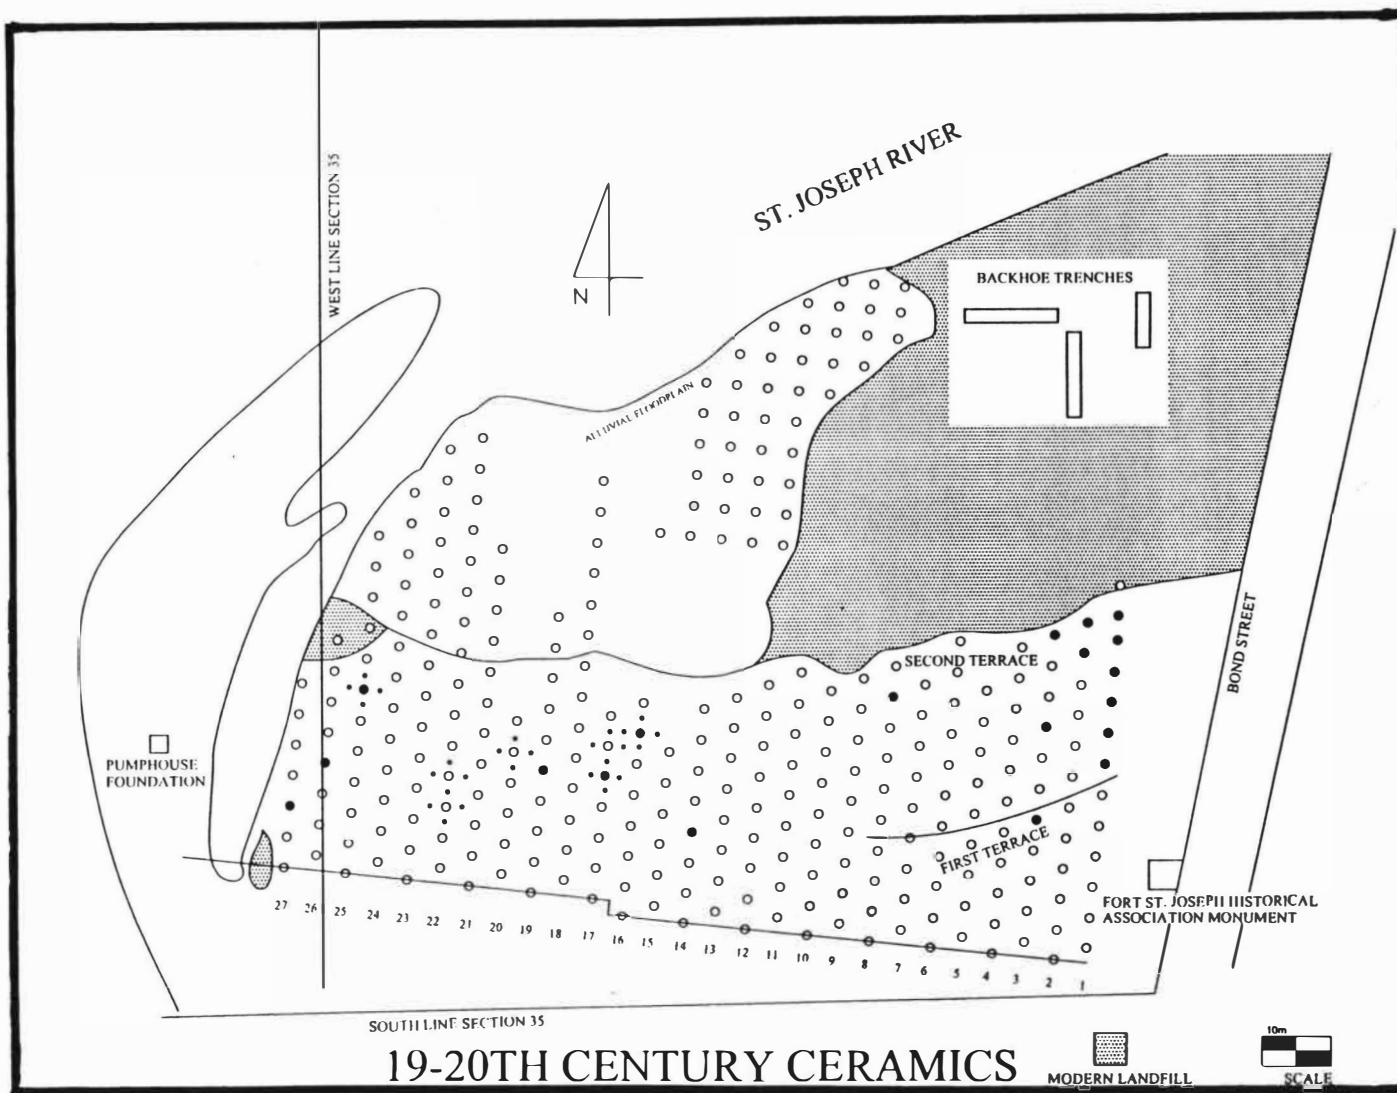 ST. JOSEPH RIVER
WEST LINE SECTION 35
N
BACKHOE TRENCHES
ALLUVIAL FLOODPLAIN
SECOND TERRACE
BOND STREET
PUMPHOUSE
FOUNDATION
FIRST TERRACE
FORT ST. JOSEPH HISTORICAL
ASSOCIATION MONUMENT
27 26 25 24 23 22 21 20 19 18 17 16 15 14 13 12 11 10 9 8 7 6 5 4 3 2 1
SOUTH LINE SECTION 35
19-20TH CENTURY CERAMICS
MODERN LANDFILL
10m
SCALE